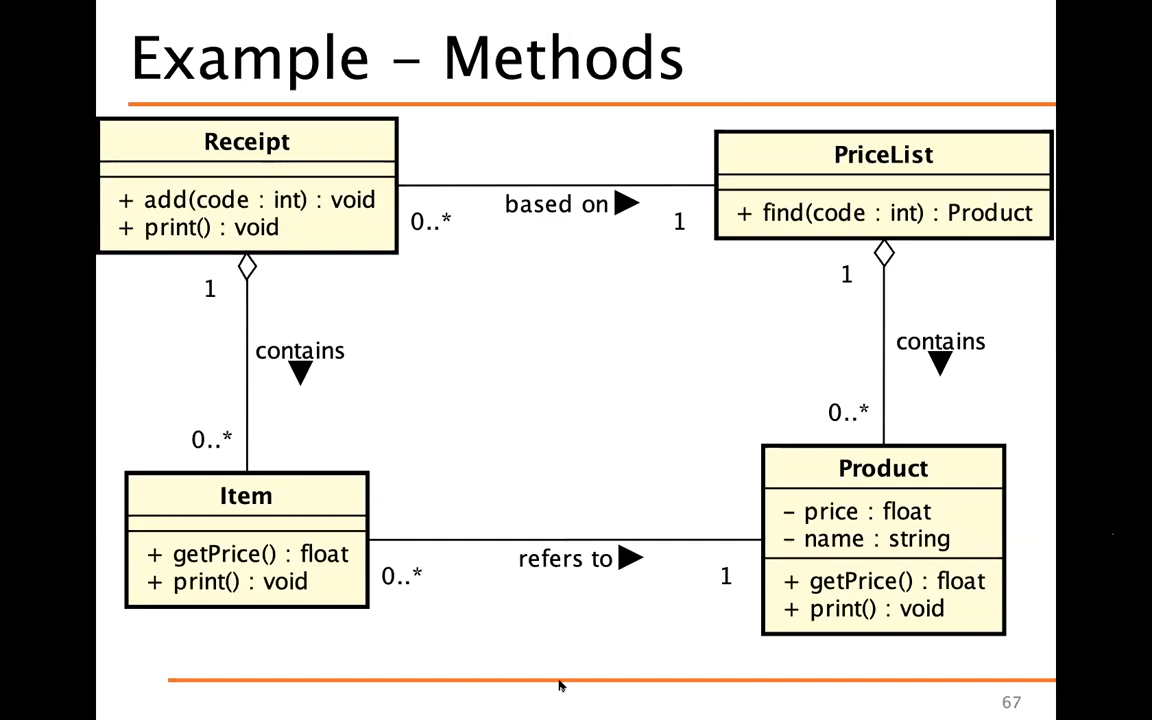 Example – Methods
Receipt
+ add(code : int) : void
+ print() : void
based on
0..*
1
PriceList
+ find(code : int) : Product
1
contains
0..*
1
contains
0..*
Item
+ getPrice() : float
+ print() : void
refers to
0..*
1
Product
– price : float
– name : string
+ getPrice() : float
+ print() : void
67